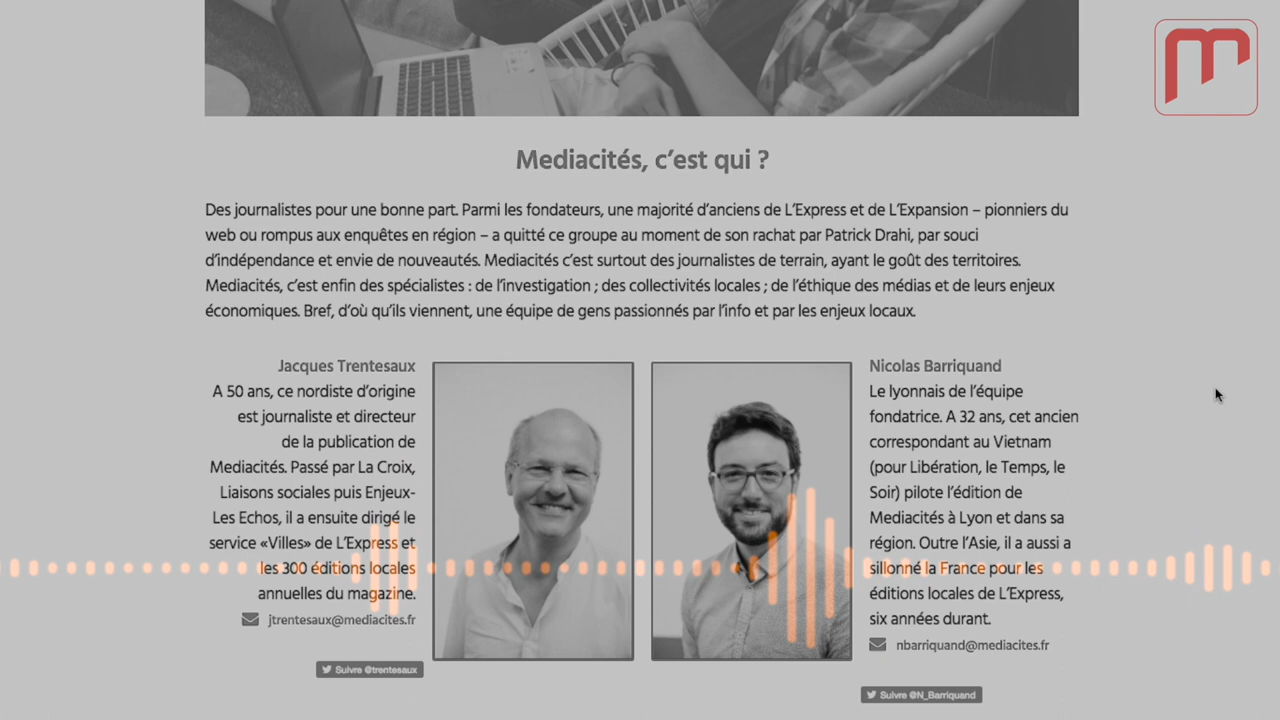 Mediacités, c'est qui ?
Des journalistes pour une bonne part. Parmi les fondateurs, une majorité d'anciens de L'Express et de L'Expansion – pionniers du
web ou rompus aux enquêtes en région – a quitté ce groupe au moment de son rachat par Patrick Drahi, par souci
d'indépendance et envie de nouveautés. Mediacités c'est surtout des journalistes de terrain, ayant le goût des territoires.
Mediacités, c'est enfin des spécialistes : de l'investigation ; des collectivités locales ; de l'éthique des médias et de leurs enjeux
économiques. Bref, d'où qu'ils viennent, une équipe de gens passionnés par l'info et par les enjeux locaux.
Jacques Trentesaux
A 50 ans, ce nordiste d'origine
est journaliste et directeur
de la publication de
Mediacités. Passé par La Croix,
Liaisons sociales puis Enjeux-
Les Echos, il a ensuite dirigé le
service «Villes» de L'Express et
les 300 éditions locales
annuelles du magazine.
jtrentesaux@mediacites.fr
Suivre @trentesaux
Nicolas Barriquand
Le lyonnais de l'équipe
fondatrice. A 32 ans, cet ancien
correspondant au Vietnam
(pour Libération, le Temps, le
Soir) pilote l'édition de
Mediacités à Lyon et dans sa
région. Outre l'Asie, il a aussi a
sillonné la France pour les
éditions locales de L'Express,
six années durant.
nbarriquand@mediacites.fr
Suivre @N_Barriquand